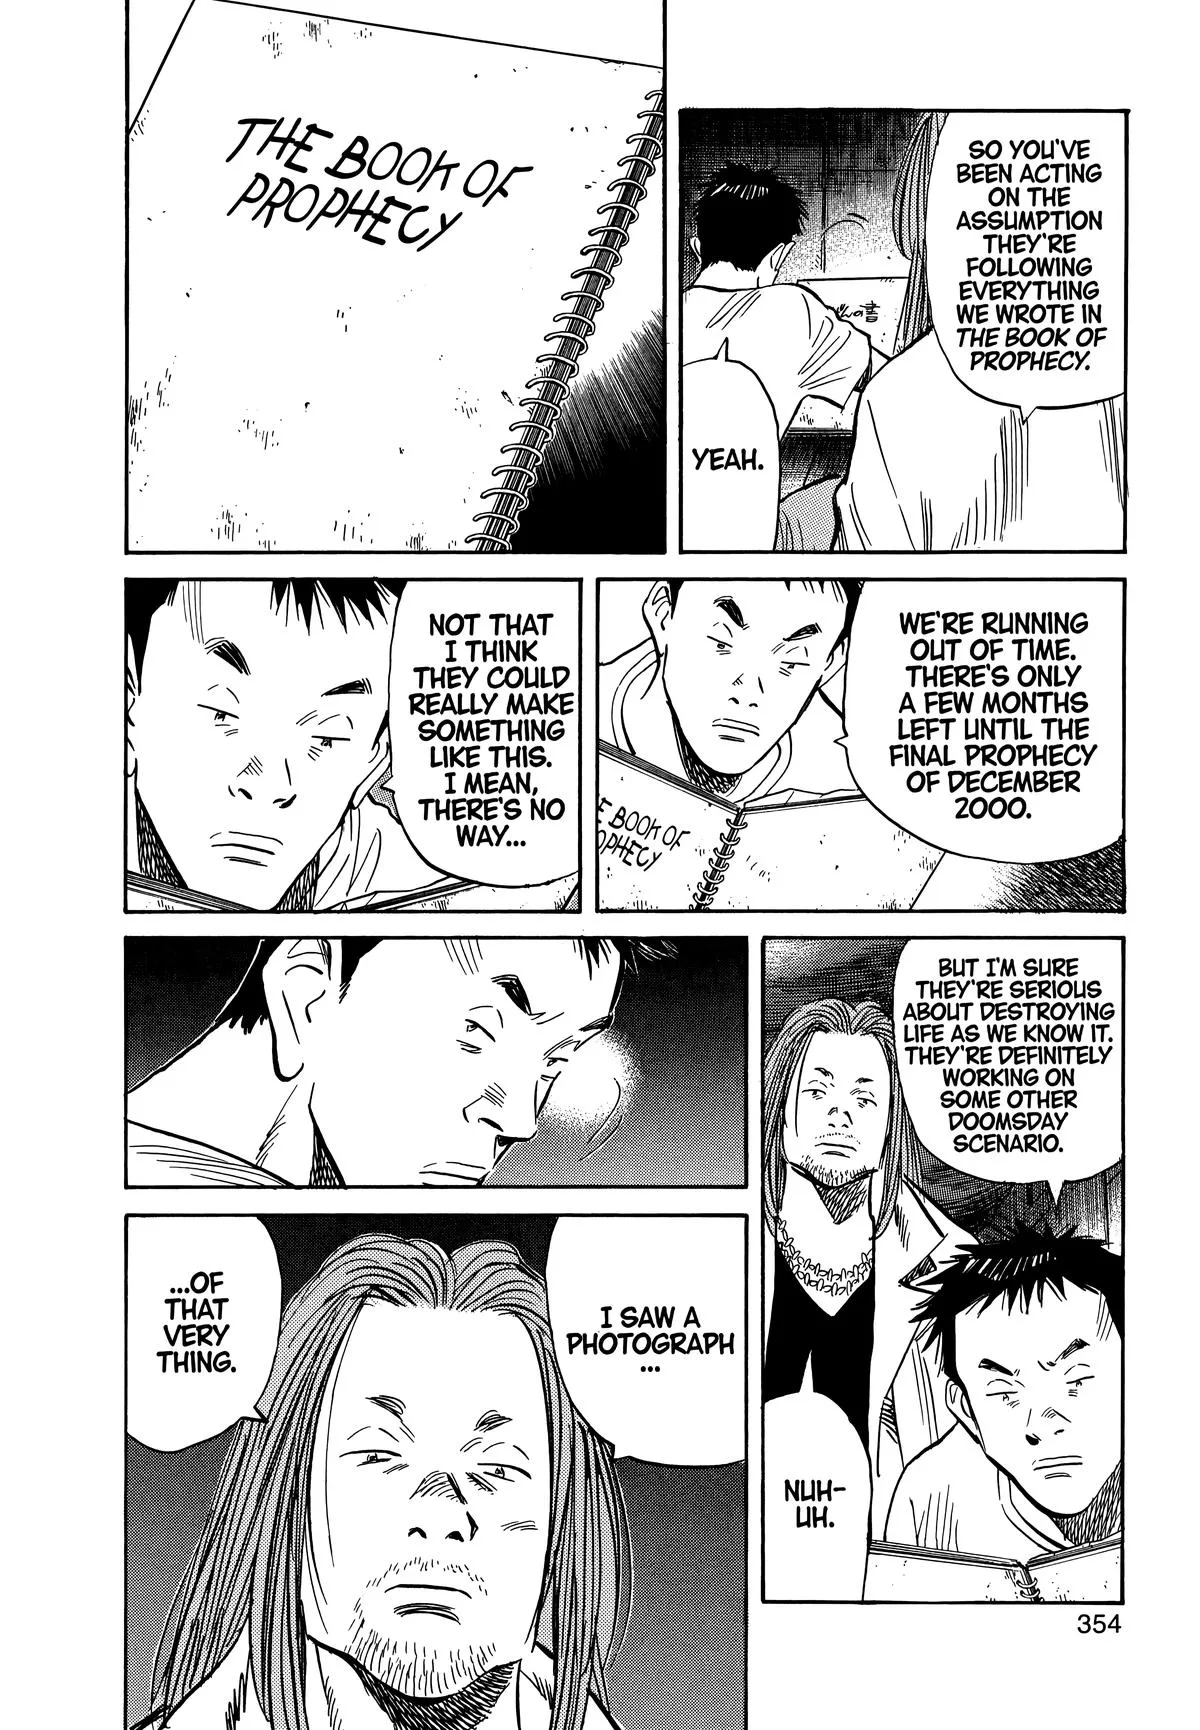 SO YOU'VE
BEEN ACTING
ON THE
ASSUMPTION
THEY'RE
FOLLOWING
EVERYTHING
WE WROTE IN
THE BOOK OF
PROPHECY.
んの書
YEAH.
THE BOOK OF
PROPHECY
WE'RE RUNNING
OUT OF TIME.
THERE'S ONLY
A FEW MONTHS
LEFT UNTIL THE
FINAL PROPHECY
OF DECEMBER
2000.
E BOOK OF
OPHECY
NOT THAT
I THINK
THEY COULD
REALLY MAKE
SOMETHING
LIKE THIS.
I MEAN,
THERE'S NO
WAY...
BUT I'M SURE
THEY'RE SERIOUS
ABOUT DESTROYING
LIFE AS WE KNOW IT.
THEY'RE DEFINITELY
WORKING ON
SOME OTHER
DOOMSDAY
SCENARIO.
NUH-
UH.
I SAW A
PHOTOGRAPH
...
...OF
THAT
VERY
THING.
354